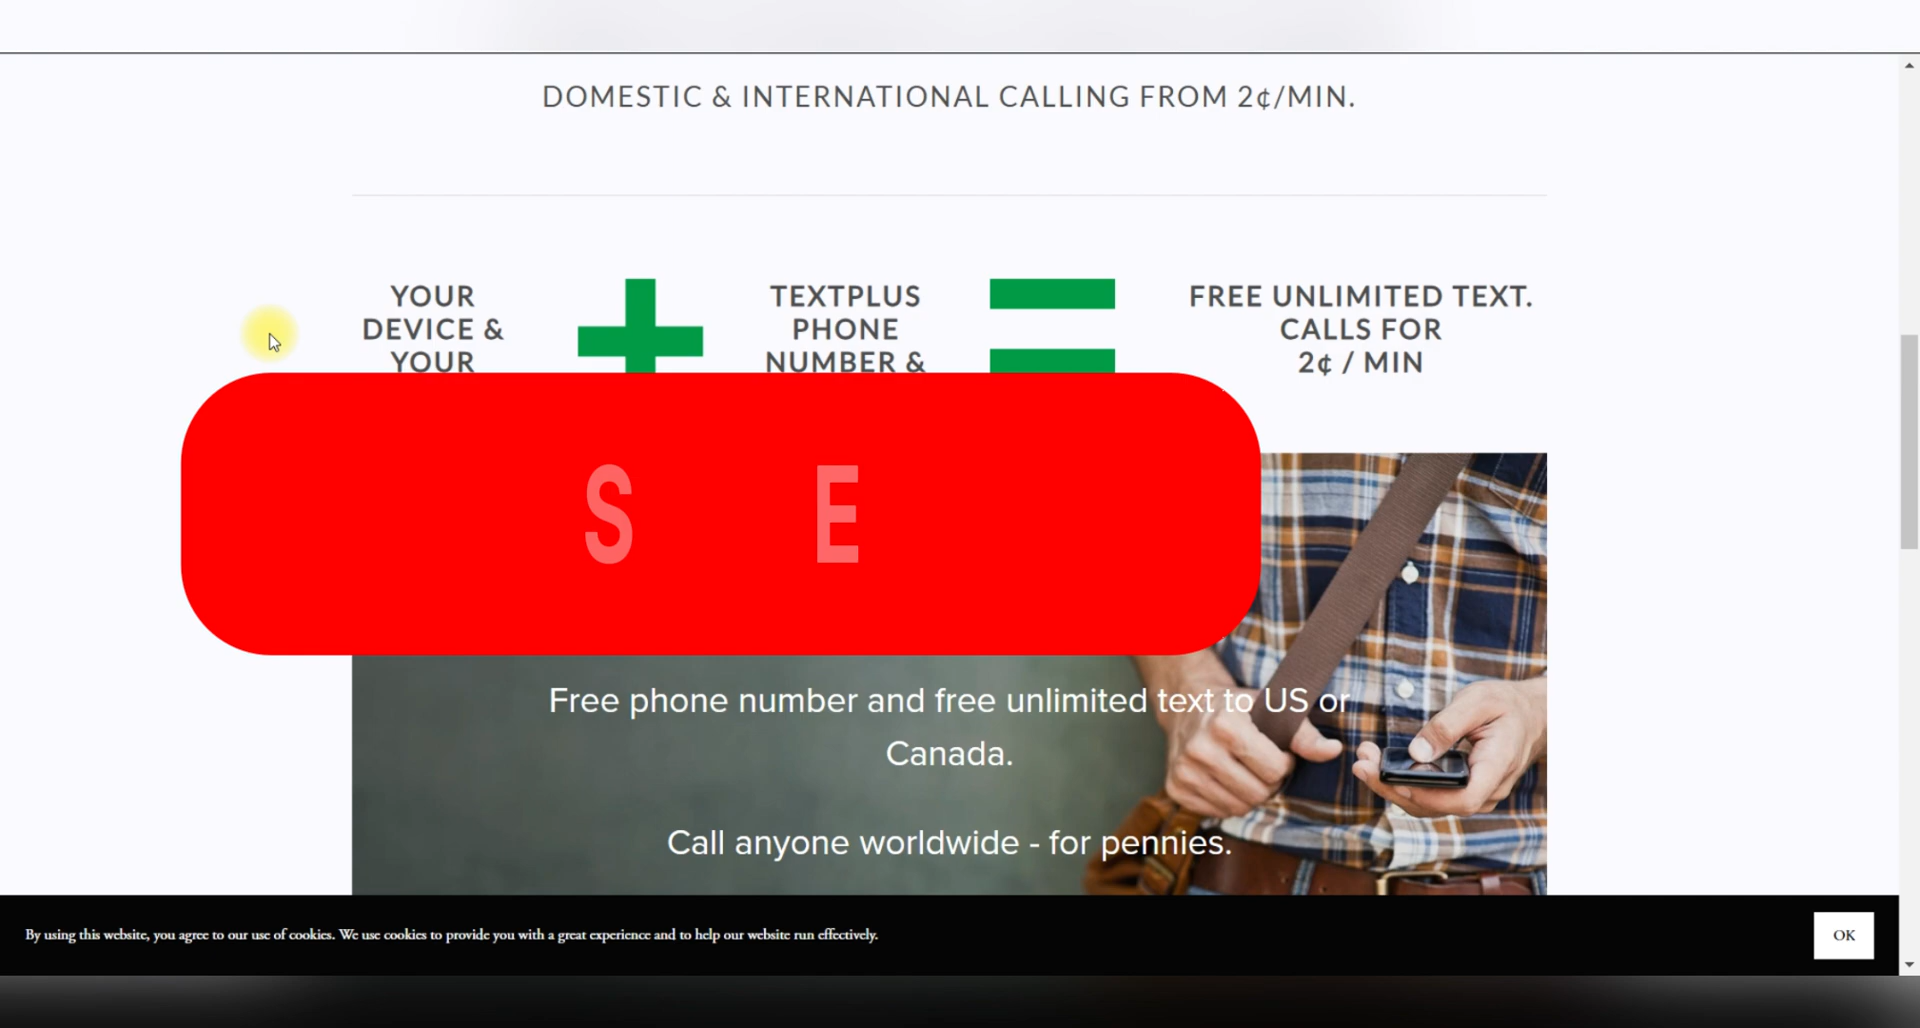 DOMESTIC & INTERNATIONAL CALLING FROM 2¢/MIN.
YOUR
DEVICE &
YOUR
TEXTPLUS
PHONE
NUMBER &
FREE UNLIMITED TEXT.
CALLS FOR
2¢ / MIN
S E
Free phone number and free unlimited text to US or
Canada.
Call anyone worldwide - for pennies.
By using this website, you agree to our use of cookies. We use cookies to provide you with a great experience and to help our website run effectively.
OK